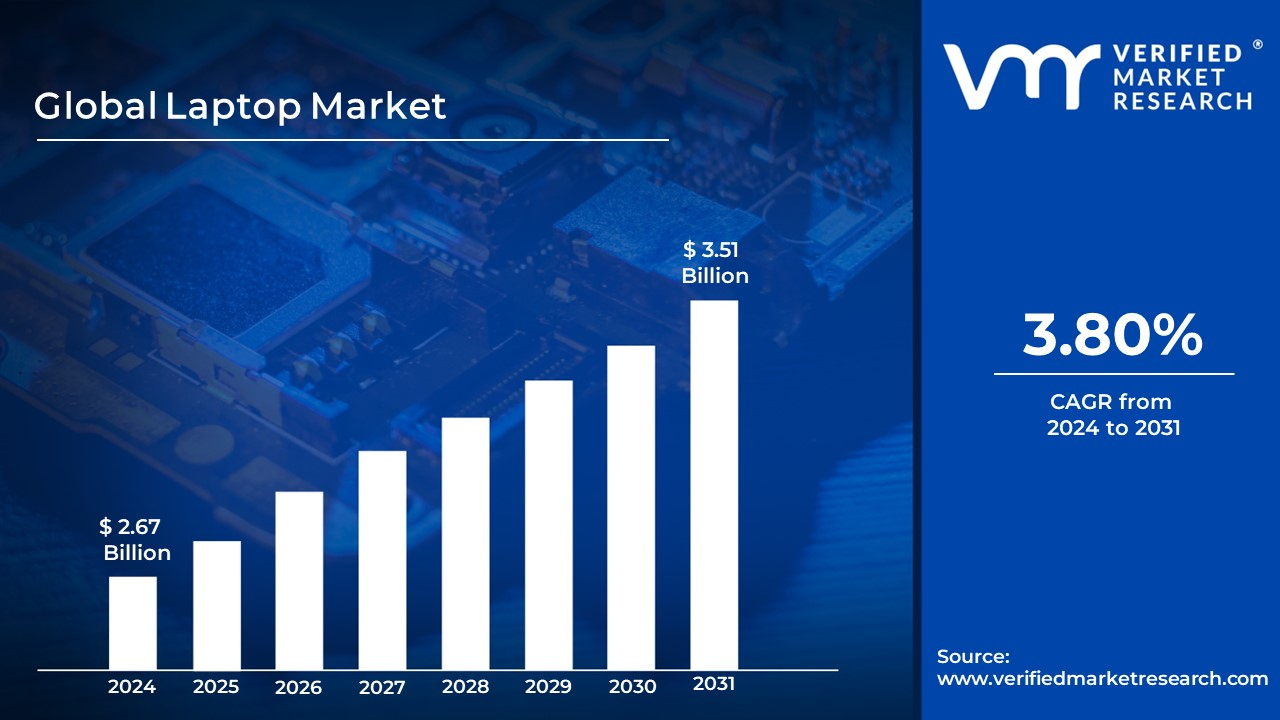 Global Laptop Market
$ 3.51
Billion
$ 2.67
Billion
2024 2025 2026 2027 2028 2029 2030 2031
vmr
VERIFIED ®
MARKET
RESEARCH
3.80%
CAGR from
2024 to 2031
Source:
www.verifiedmarketresearch.com